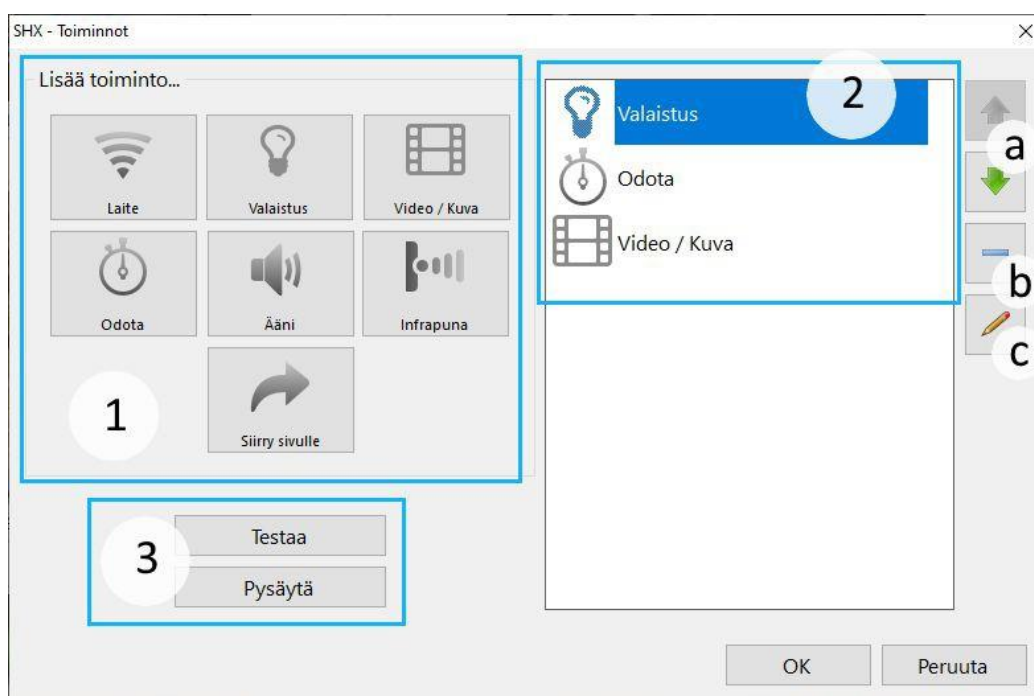 SHX - Toiminnot
Lisää toiminto...
Laite
Valaistus
Video / Kuva
Odota
Ääni
Infrapuna
Siirry sivulle
1
Valaistus
2
Odota
Video / Kuva
a
b
c
3
Testaa
Pysäytä
OK
Peruuta